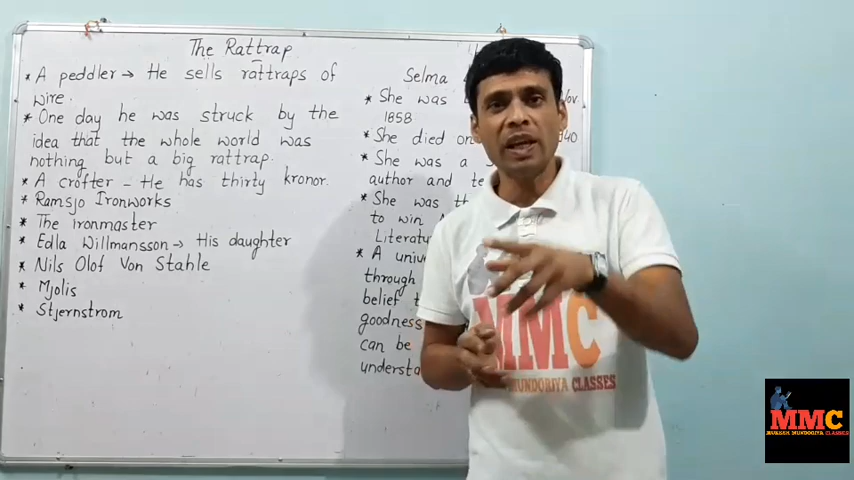 The Rattrap
* A peddler → He sells rattraps of
wire.
* One day he was struck by the
idea that the whole world was
nothing but a big rattrap.
* A crofter - He has thirty kronor.
* Ramsjo Ironworks
* The ironmaster
* Edla Willmansson → His daughter
* Nils Olof Von Stahle
* Mjolis
* Stjernstrom
Selma
* She was
1858
* She died on
* She was a
author and
* She was
to win
Literatu
* A univ
through
belief
goodness
can be
understa
MMC
MUNDORIYA CLASSES
MMC
MUKESH MUNDORIYA CLASSES